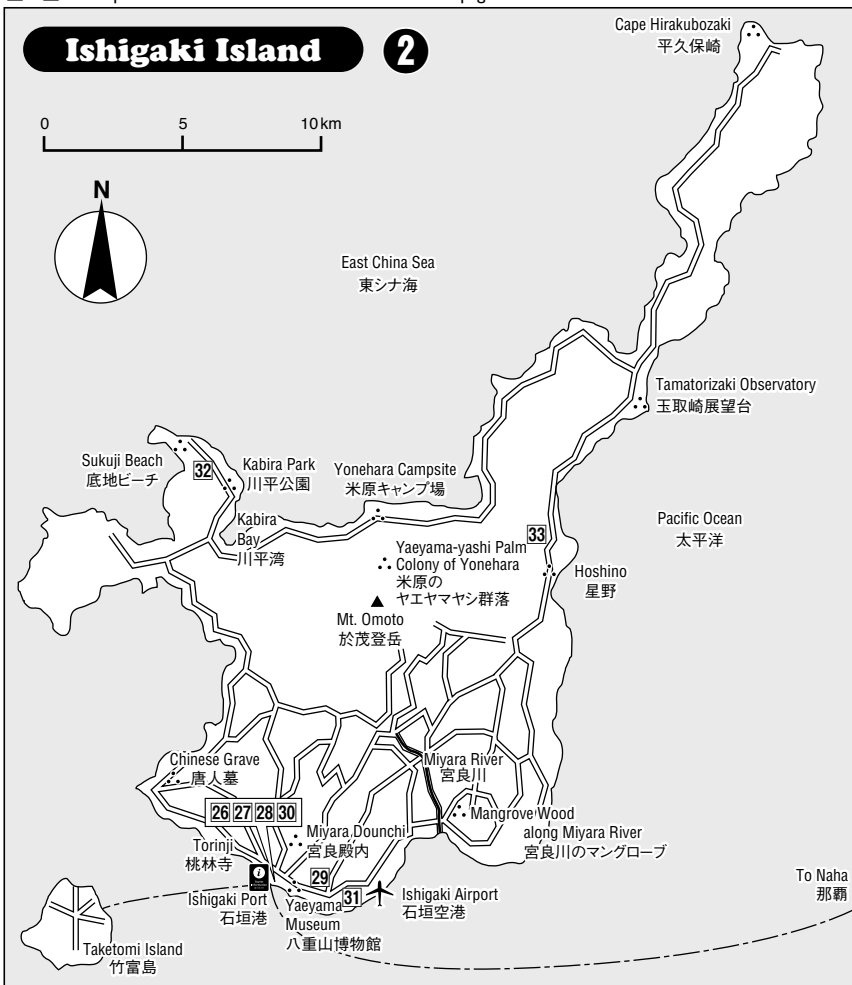 Ishigaki Island 2
0 5 10km
N
Cape Hirakubozaki
平久保崎
East China Sea
東シナ海
Tamatorizaki Observatory
玉取崎展望台
Sukuji Beach
底地ビーチ
32
Kabira Park
川平公園
Yonehara Campsite
米原キャンプ場
Kabira
Bay
川平湾
Pacific Ocean
太平洋
33
Yaeyama-yashi Palm
Colony of Yonehara
米原の
ヤエヤマヤシ群落
Hoshino
星野
Mt. Omoto
於茂登岳
Chinese Grave
唐人墓
Miyara River
宮良川
26 27 28 30
Mangrove Wood
along Miyara River
宮良川のマングローブ
Miyara Dounchi
宮良殿内
Torinji
桃林寺
29
31
i
Ishigaki Port
石垣港
Yaeyama
Museum
八重山博物館
Ishigaki Airport
石垣空港
To Naha
那覇
Taketomi Island
竹富島